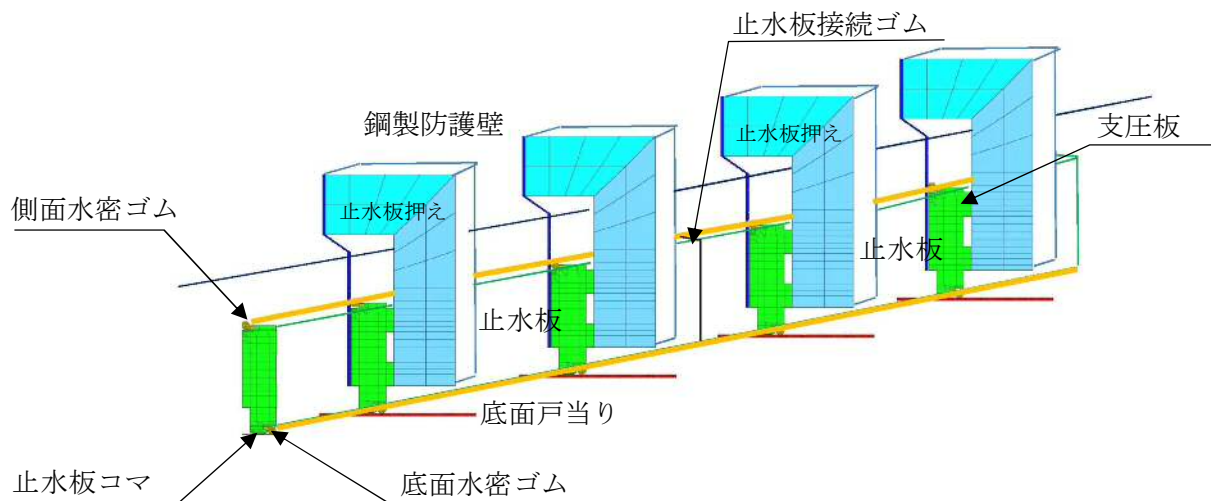 止水板接続ゴム
鋼製防護壁
止水板押え
支圧板
側面水密ゴム
止水板押え
止水板
止水板
底面戸当り
止水板コマ
底面水密ゴム